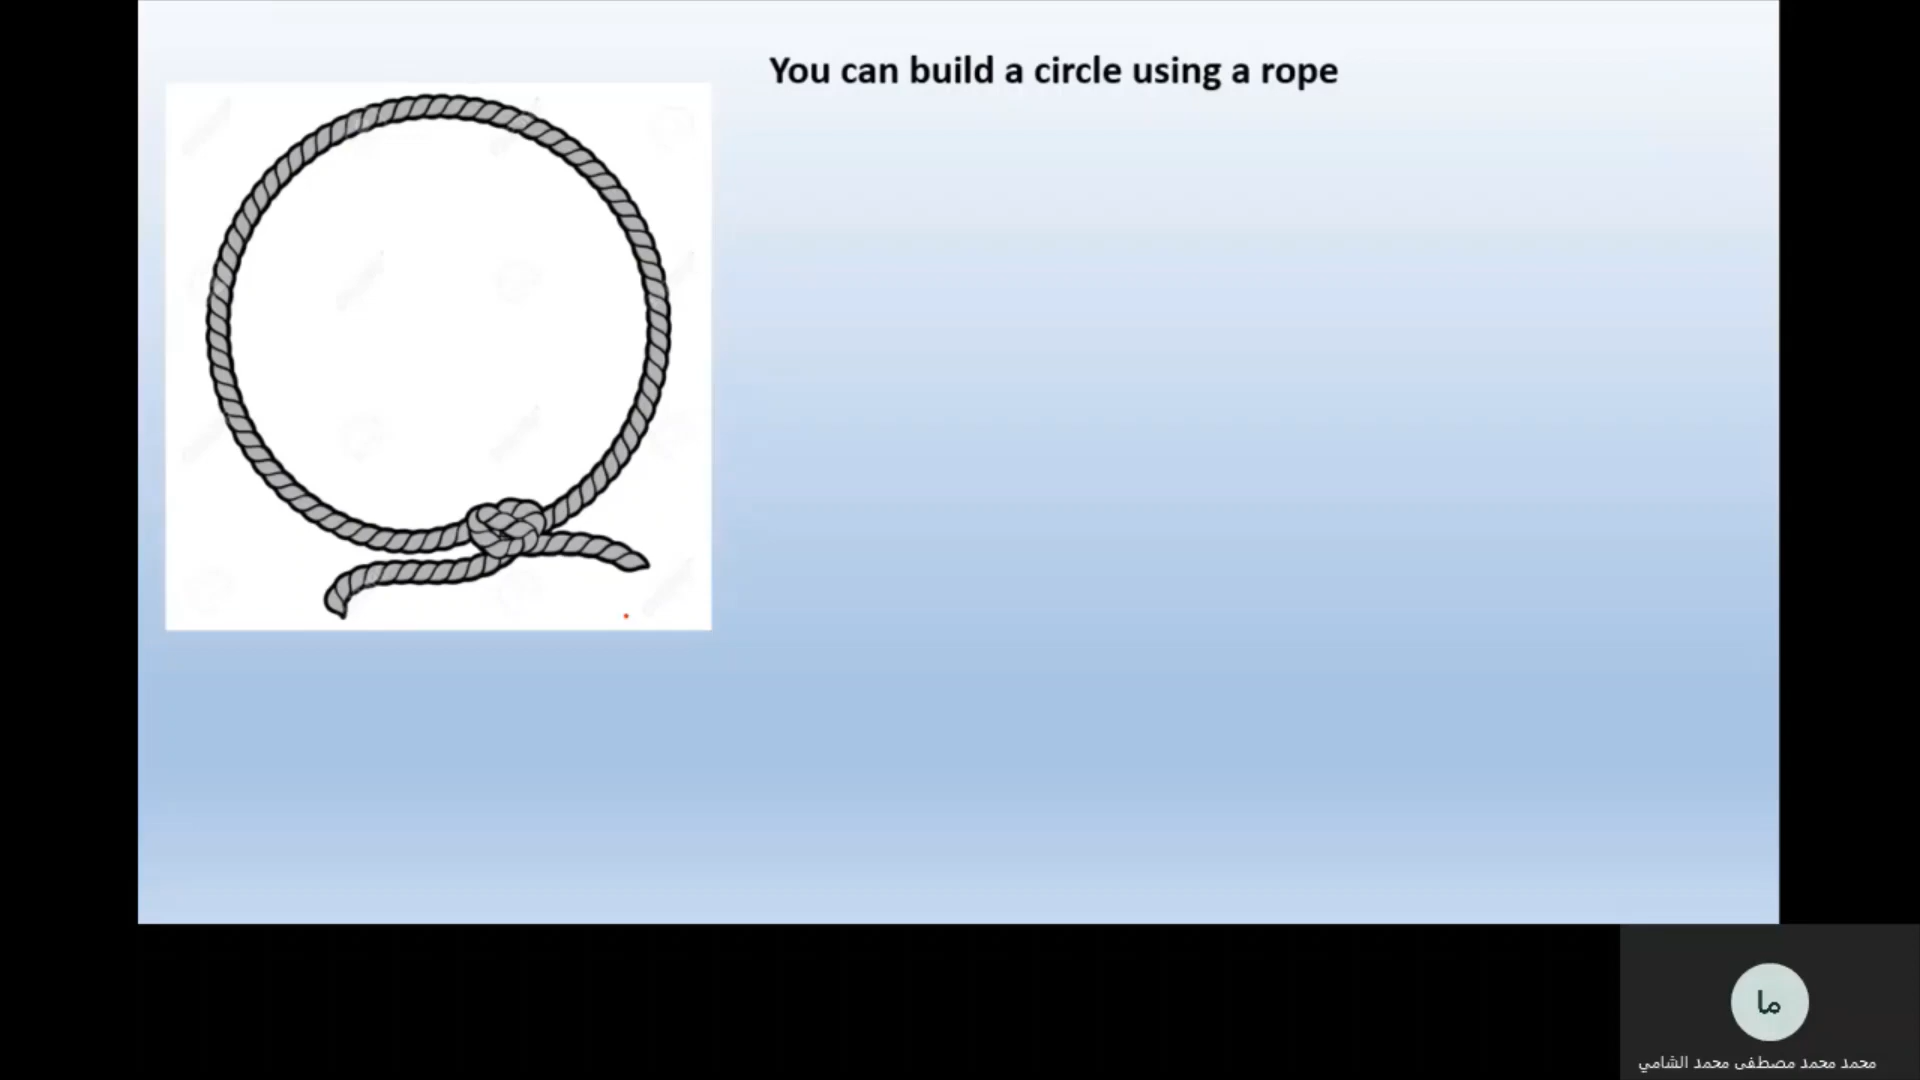 You can build a circle using a rope
ما
محمد محمد مصطفى محمد الشامي